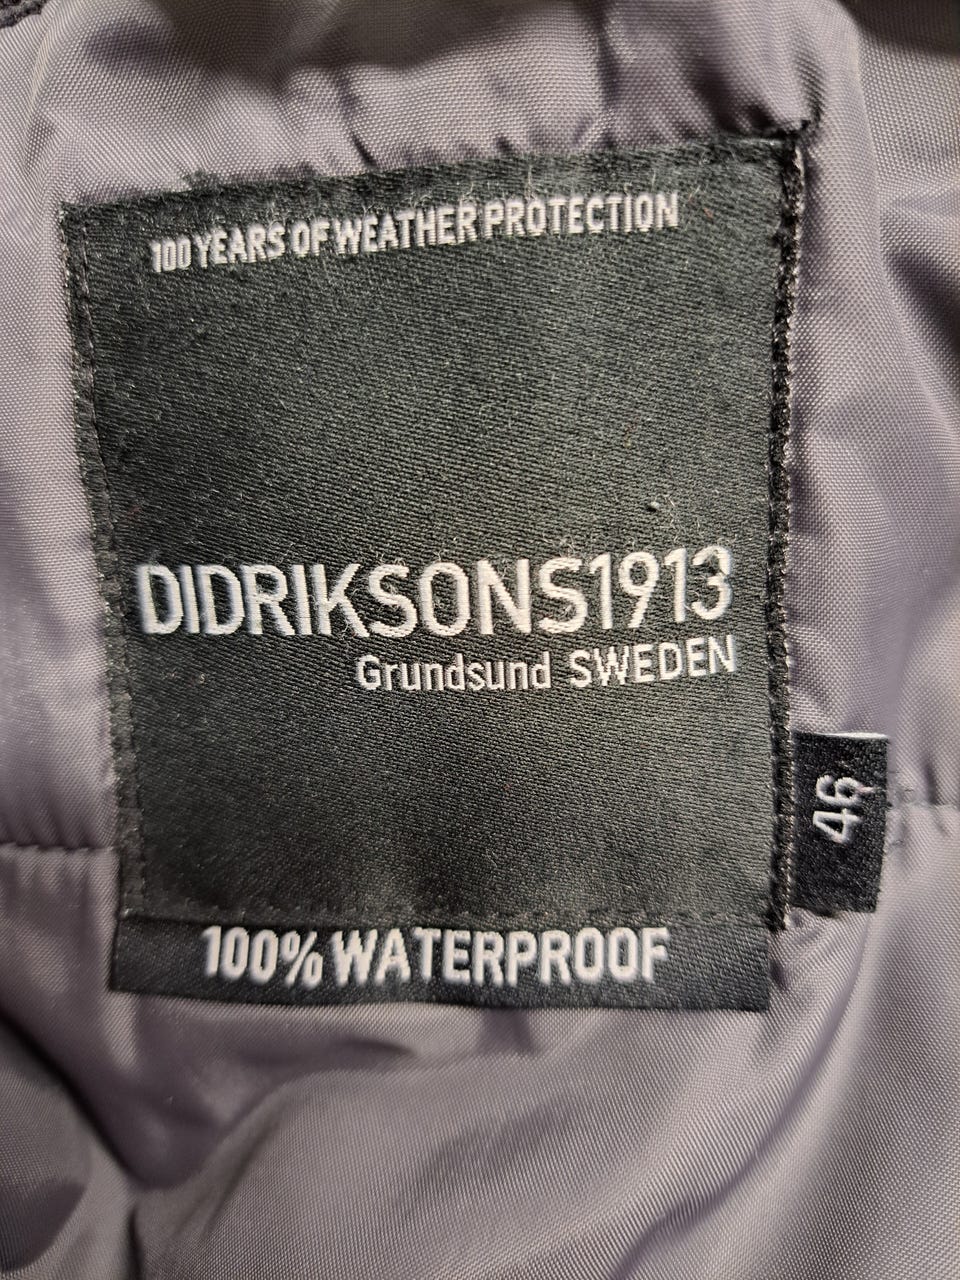 100 YEARS OF WEATHER PROTECTION
DIDRIKSONS1913
Grundsund SWEDEN
46
100% WATERPROOF